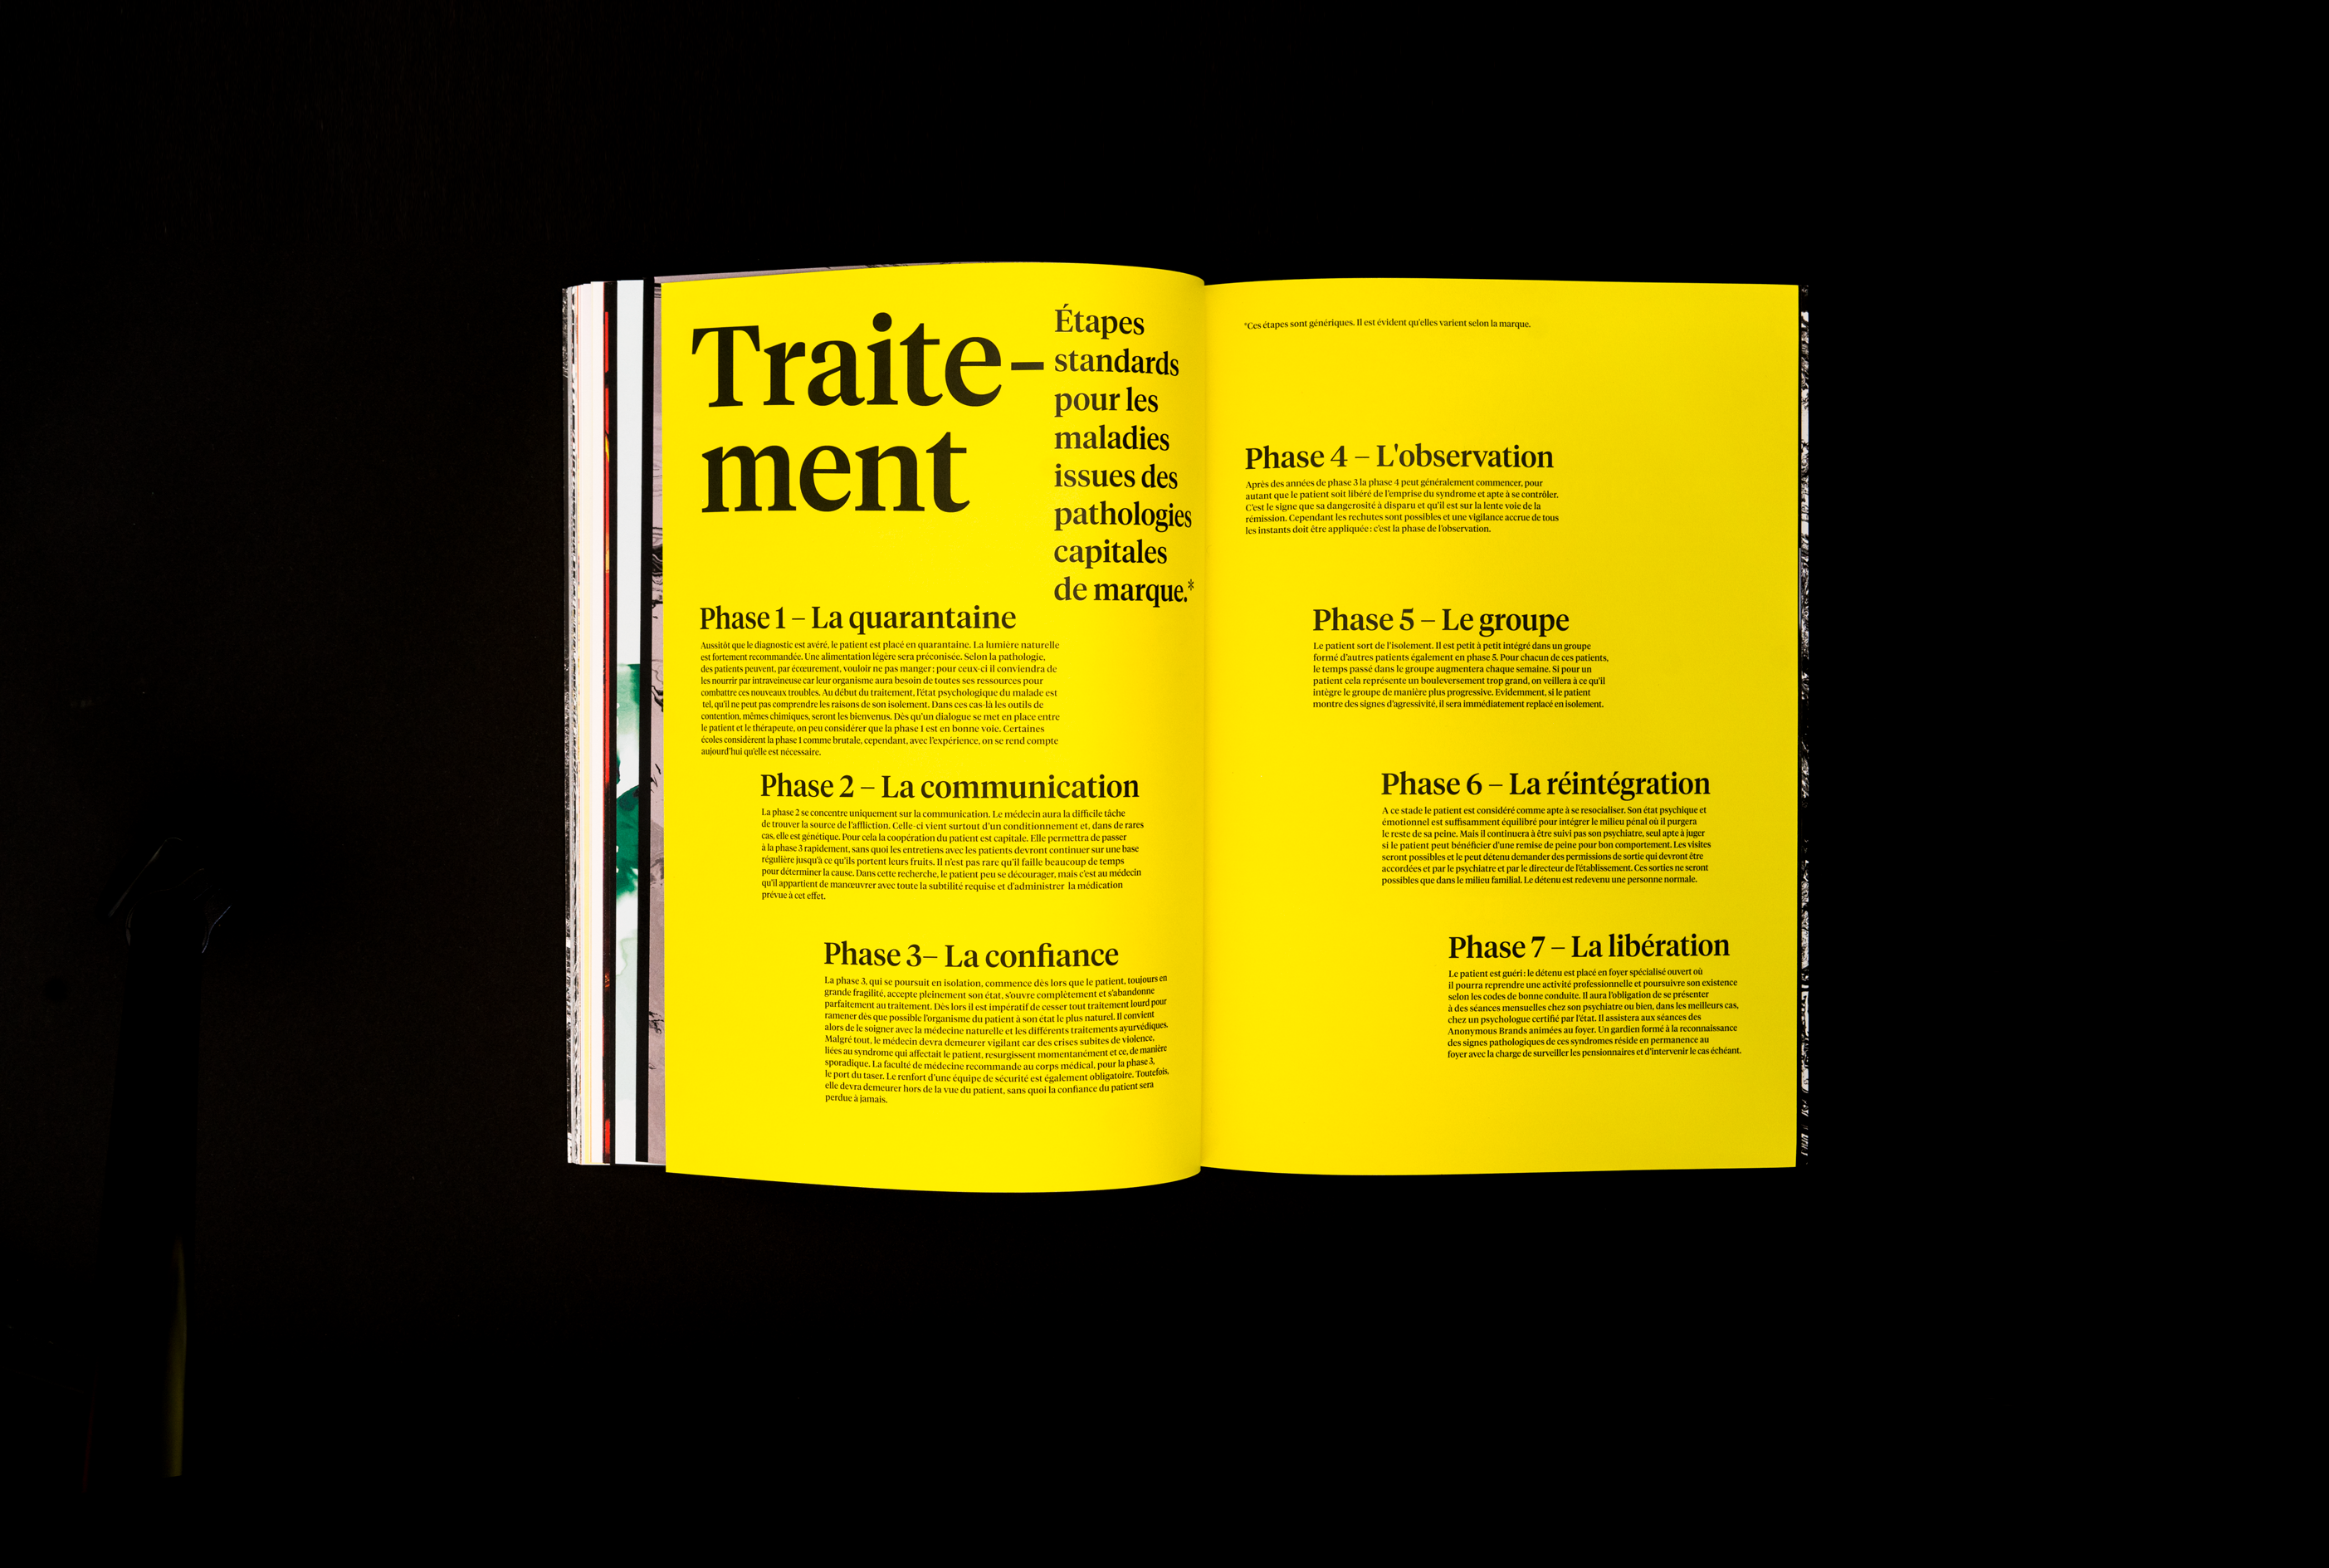 Traite-
ment
Étapes
standards
pour les
maladies
issues des
pathologies
capitales
de marque.*
Phase 1 – La quarantaine
Aussitôt que le diagnostic est avéré, le patient est placé en quarantaine. La lumière naturelle
est fortement recommandée. Une alimentation légère sera préconisée. Selon la pathologie,
des patients peuvent, par écœurement, vouloir ne pas manger ; pour ceux-ci il conviendra de
les nourrir par intraveineuse car leur organisme aura besoin de toutes ses ressources pour
combattre ces nouveaux troubles. Au début du traitement, l'état psychologique du malade est
tel, qu'il ne peut pas comprendre les raisons de son isolement. Dans ces cas-là les outils de
contention, mêmes chimiques, seront les bienvenus. Dès qu'un dialogue se met en place entre
le patient et le thérapeute, on peu considérer que la phase 1 est en bonne voie. Certaines
écoles considèrent la phase 1 comme brutale, cependant, avec l'expérience, on se rend compte
aujourd'hui qu'elle est nécessaire.
Phase 2 – La communication
La phase 2 se concentre uniquement sur la communication. Le médecin aura la difficile tâche
de trouver la source de l'affliction. Celle-ci vient surtout d'un conditionnement et, dans de rares
cas, elle est génétique. Pour cela la coopération du patient est capitale. Elle permettra de passer
à la phase 3 rapidement, sans quoi les entretiens avec les patients devront continuer sur une base
régulière jusqu'à ce qu'ils portent leurs fruits. Il n'est pas rare qu'il faille beaucoup de temps
pour déterminer la cause. Dans cette recherche, le patient peu se décourager, mais c'est au médecin
qu'il appartient de manœuvrer avec toute la subtilité requise et d'administrer la médication
prévue à cet effet.
Phase 3– La confiance
La phase 3, qui se poursuit en isolation, commence dès lors que le patient, toujours en
grande fragilité, accepte pleinement son état, s'ouvre complètement et s'abandonne
parfaitement au traitement. Dès lors il est impératif de cesser tout traitement lourd pour
ramener dès que possible l'organisme du patient à son état le plus naturel. Il convient
alors de le soigner avec la médecine naturelle et les différents traitements ayurvédiques.
Malgré tout, le médecin devra demeurer vigilant car des crises subites de violence,
liées au syndrome qui affectait le patient, resurgissent momentanément et ce, de manière
sporadique. La faculté de médecine recommande au corps médical, pour la phase 3,
le port du taser. Le renfort d'une équipe de sécurité est également obligatoire. Toutefois,
elle devra demeurer hors de la vue du patient, sans quoi la confiance du patient sera
perdue à jamais.
*Ces étapes sont génériques. Il est évident qu'elles varient selon la marque.
Phase 4 – L'observation
Après des années de phase 3 la phase 4 peut généralement commencer, pour
autant que le patient soit libéré de l'emprise du syndrome et apte à se contrôler.
C'est le signe que sa dangerosité à disparu et qu'il est sur la lente voie de la
rémission. Cependant les rechutes sont possibles et une vigilance accrue de tous
les instants doit être appliquée : c'est la phase de l'observation.
Phase 5 – Le groupe
Le patient sort de l'isolement. Il est petit à petit intégré dans un groupe
formé d'autres patients également en phase 5. Pour chacun de ces patients,
le temps passé dans le groupe augmentera chaque semaine. Si pour un
patient cela représente un bouleversement trop grand, on veillera à ce qu'il
intègre le groupe de manière plus progressive. Evidemment, si le patient
montre des signes d'agressivité, il sera immédiatement replacé en isolement.
Phase 6 – La réintégration
A ce stade le patient est considéré comme apte à se resocialiser. Son état psychique et
émotionnel est suffisamment équilibré pour intégrer le milieu pénal où il purgera
le reste de sa peine. Mais il continuera à être suivi pas son psychiatre, seul apte à juger
si le patient peut bénéficier d'une remise de peine pour bon comportement. Les visites
seront possibles et le peut détenu demander des permissions de sortie qui devront être
accordées et par le psychiatre et par le directeur de l'établissement. Ces sorties ne seront
possibles que dans le milieu familial. Le détenu est redevenu une personne normale.
Phase 7 – La libération
Le patient est guéri : le détenu est placé en foyer spécialisé ouvert où
il pourra reprendre une activité professionnelle et poursuivre son existence
selon les codes de bonne conduite. Il aura l'obligation de se présenter
à des séances mensuelles chez son psychiatre ou bien, dans les meilleurs cas,
chez un psychologue certifié par l'état. Il assistera aux séances des
Anonymous Brands animées au foyer. Un gardien formé à la reconnaissance
des signes pathologiques de ces syndromes réside en permanence au
foyer avec la charge de surveiller les pensionnaires et d'intervenir le cas échéant.